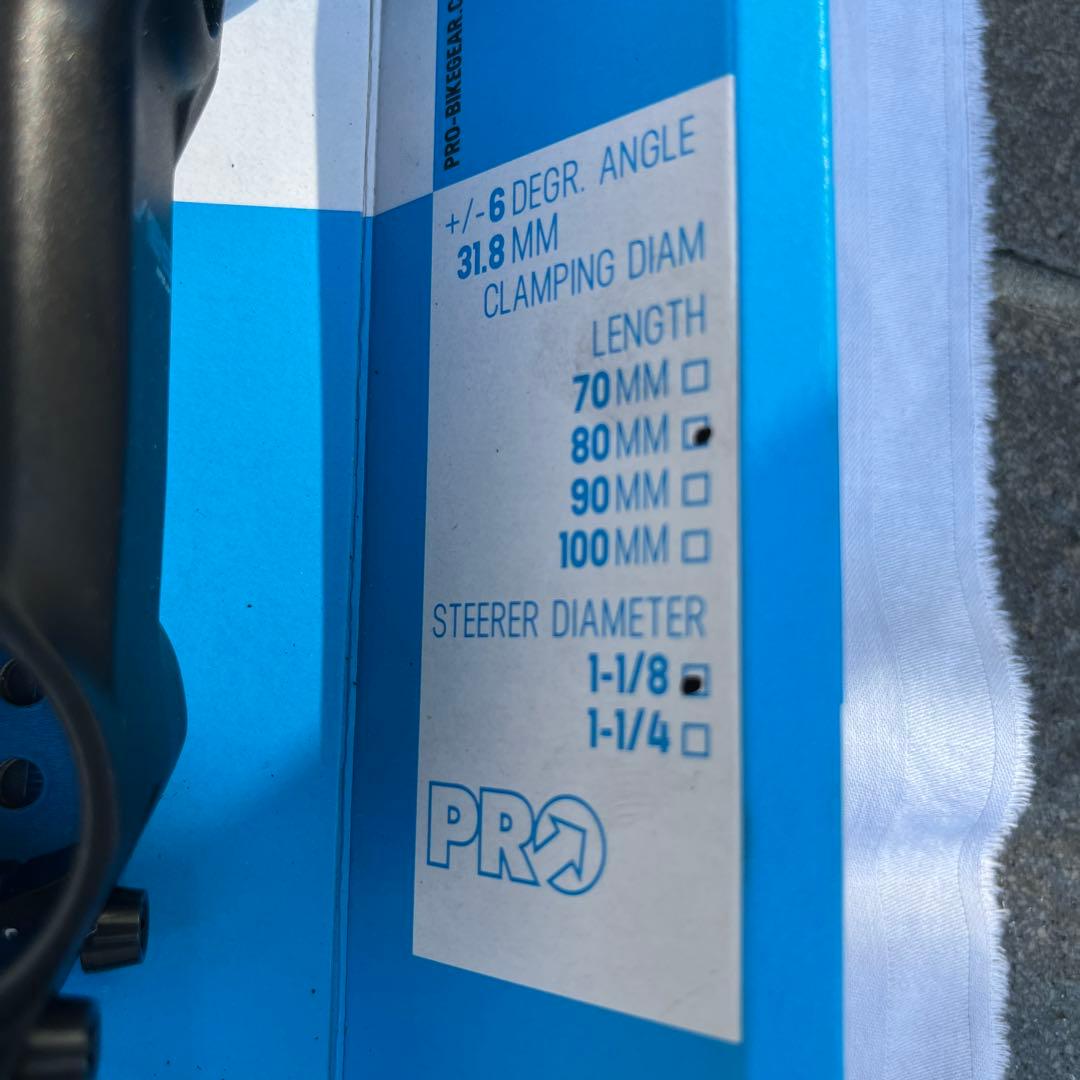 PRO-BIKEGEAR.C
+/-6 DEGR. ANGLE
31.8 MM
CLAMPING DIAM
LENGTH
70 MM
80 MM
90 MM
100 MM
STEERER DIAMETER
1-1/8
1-1/4
PRO